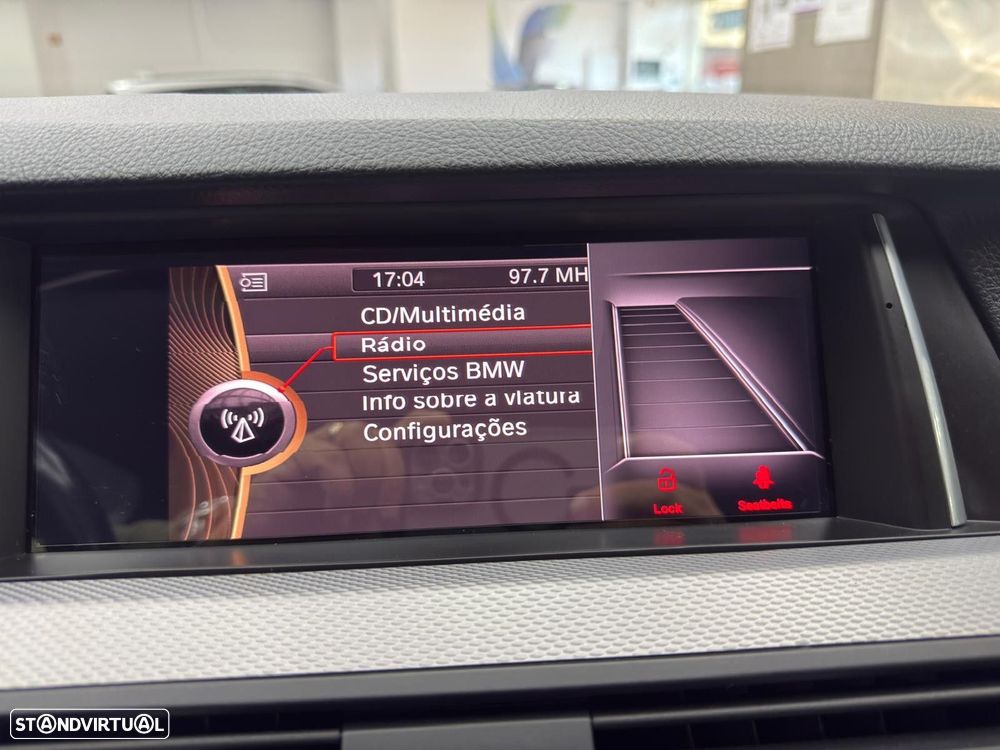 17:04 97.7 MH
CD/Multimédia
Rádio
Serviços BMW
Info sobre a viatura
Configurações
Lock Seatbelts
STANDVIRTUAL